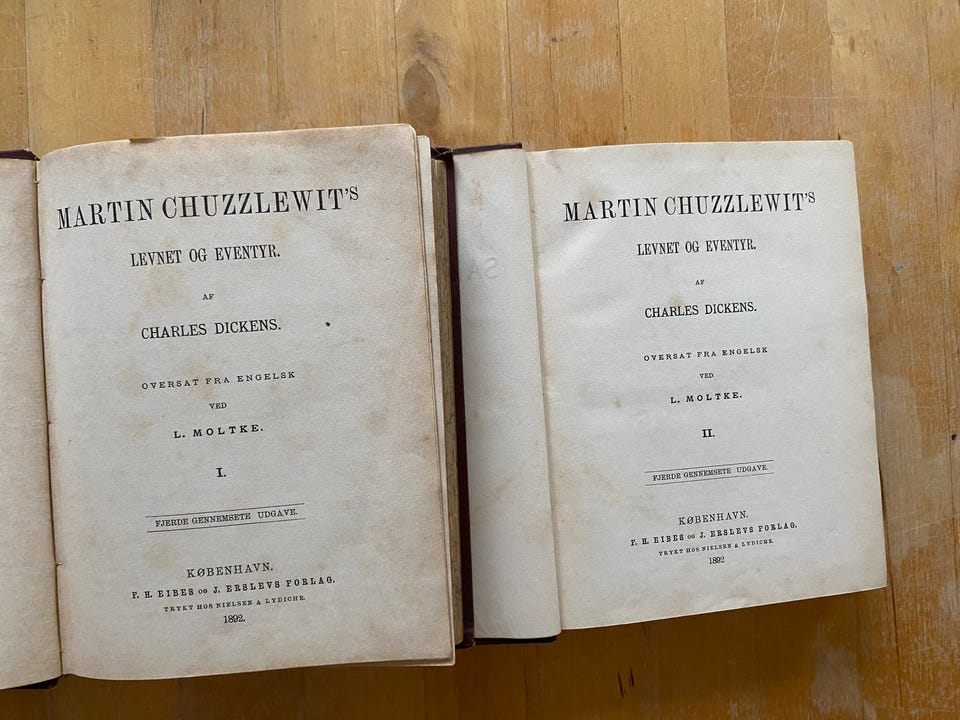 MARTIN CHUZZLEWIT'S
LEVNET OG EVENTYR.
AF
CHARLES DICKENS.
OVERSAT FRA ENGELSK
VED
L. MOLTKE.
I.
FJERDE GENNEMSETE UDGAVE.
KØBENHAVN.
F. H. EIBES OG J. ERSLEVS FORLAG.
TRYKT HOS NIELSEN & LYDICHE.
1892.
MARTIN CHUZZLEWIT'S
LEVNET OG EVENTYR.
AF
CHARLES DICKENS.
OVERSAT FRA ENGELSK
VED
L. MOLTKE.
II.
FJERDE GENNEMSETE UDGAVE.
KØBENHAVN.
F. H. EIBES OG J. ERSLEVS FORLAG.
TRYKT HOS NIELSEN & LYDICHE.
1892